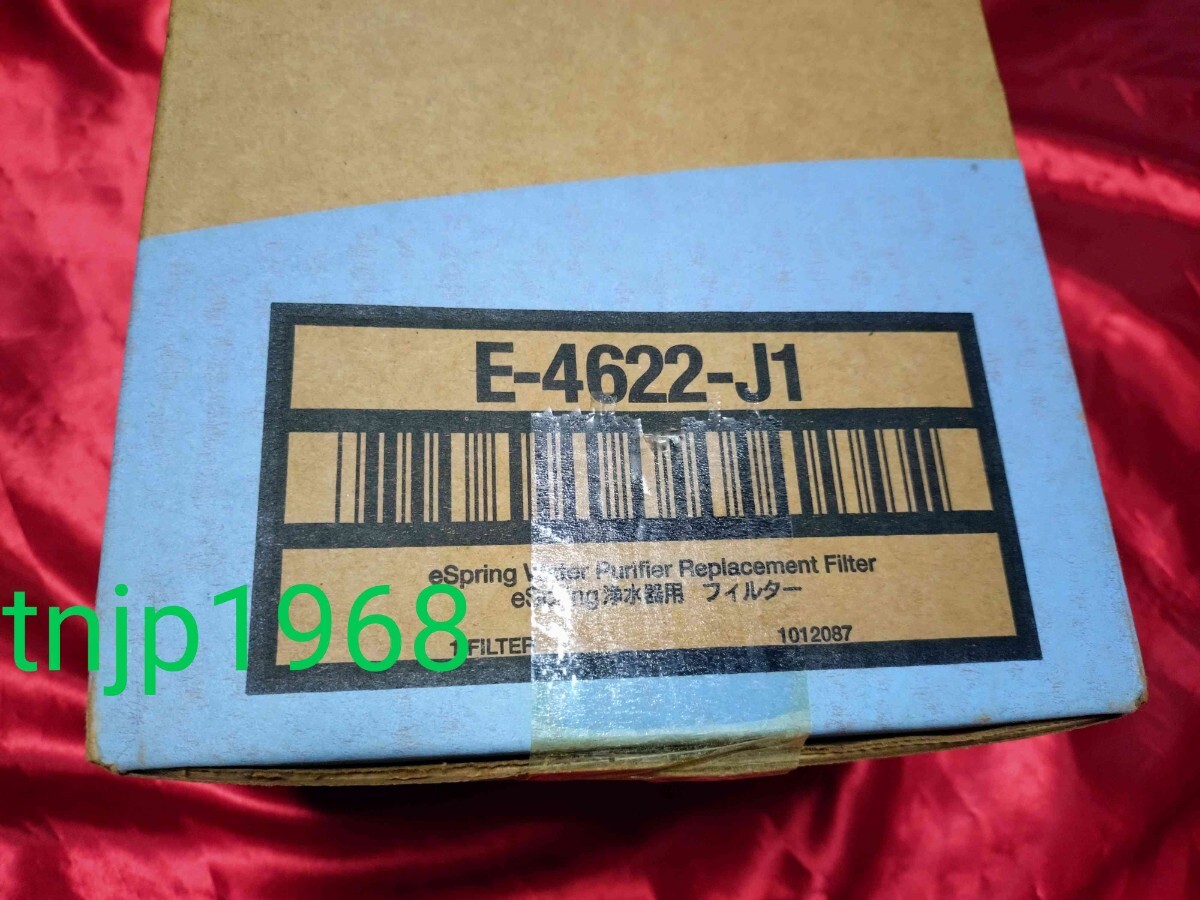 E-4622-J1
eSpring Water Purifier Replacement Filter
eSpring浄水器用 フィルター
1 FILTER
1012087
tnjp1968